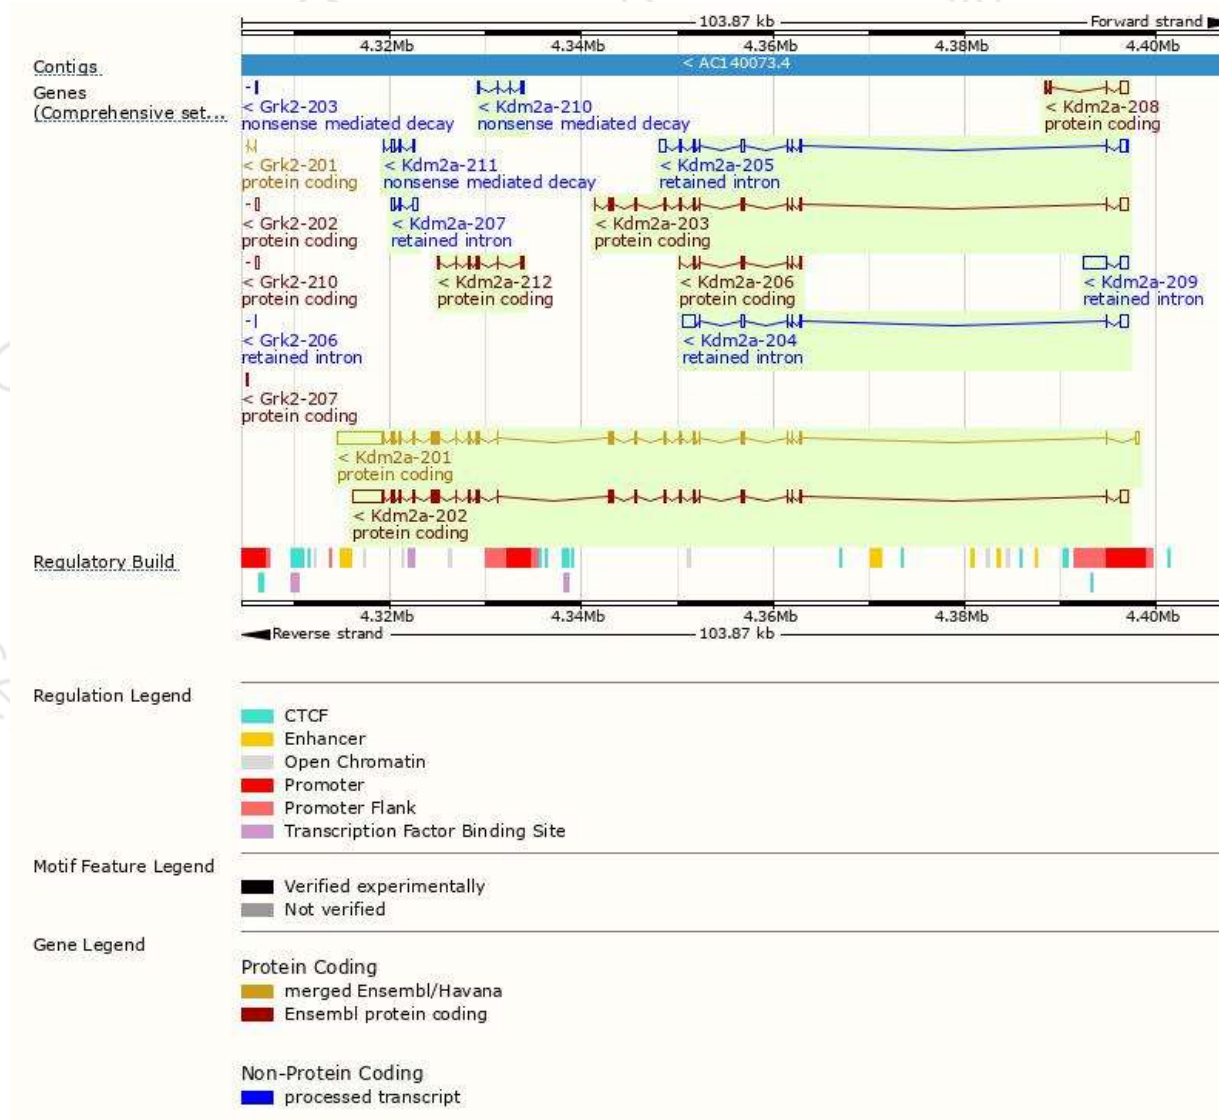 103.87 kb Forward strand
4.32Mb 4.34Mb 4.36Mb 4.38Mb 4.40Mb
Contigs < AC140073.4
Genes
(Comprehensive set...
< Grk2-203 < Kdm2a-210 < Kdm2a-208
nonsense mediated decay nonsense mediated decay protein coding
< Grk2-201 < Kdm2a-211 < Kdm2a-205
protein coding nonsense mediated decay retained intron
< Grk2-202 < Kdm2a-207 < Kdm2a-203
protein coding retained intron protein coding
< Grk2-210 < Kdm2a-212 < Kdm2a-206 < Kdm2a-209
protein coding protein coding protein coding retained intron
< Grk2-206 < Kdm2a-204
retained intron retained intron
< Grk2-207
protein coding
< Kdm2a-201
protein coding
< Kdm2a-202
protein coding
Regulatory Build
4.32Mb 4.34Mb 4.36Mb 4.38Mb 4.40Mb
Reverse strand 103.87 kb
Regulation Legend
CTCF
Enhancer
Open Chromatin
Promoter
Promoter Flank
Transcription Factor Binding Site
Motif Feature Legend
Verified experimentally
Not verified
Gene Legend
Protein Coding
merged Ensembl/Havana
Ensembl protein coding
Non-Protein Coding
processed transcript